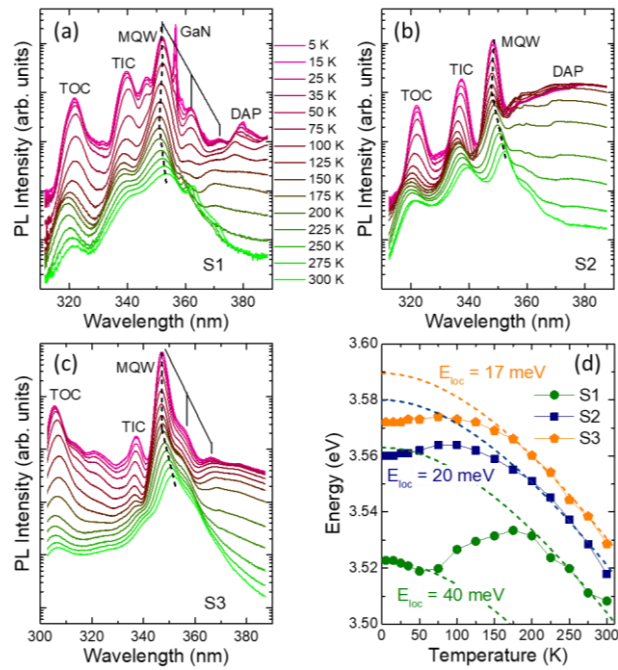 (a)
MQW
GaN
TOC
TIC
DAP
S1
PL Intensity (arb. units)
320 340 360 380
Wavelength (nm)
5 K
15 K
25 K
35 K
50 K
75 K
100 K
125 K
150 K
175 K
200 K
225 K
250 K
275 K
300 K
(b)
MQW
TIC
DAP
TOC
S2
PL Intensity (arb. units)
320 340 360 380
Wavelength (nm)
(c)
MQW
TOC
TIC
S3
PL Intensity (arb. units)
300 320 340 360 380
Wavelength (nm)
(d)
E_loc = 17 meV
S1
S2
S3
E_loc = 20 meV
E_loc = 40 meV
Energy (eV)
3.60
3.58
3.56
3.54
3.52
3.50
0 50 100 150 200 250 300
Temperature (K)